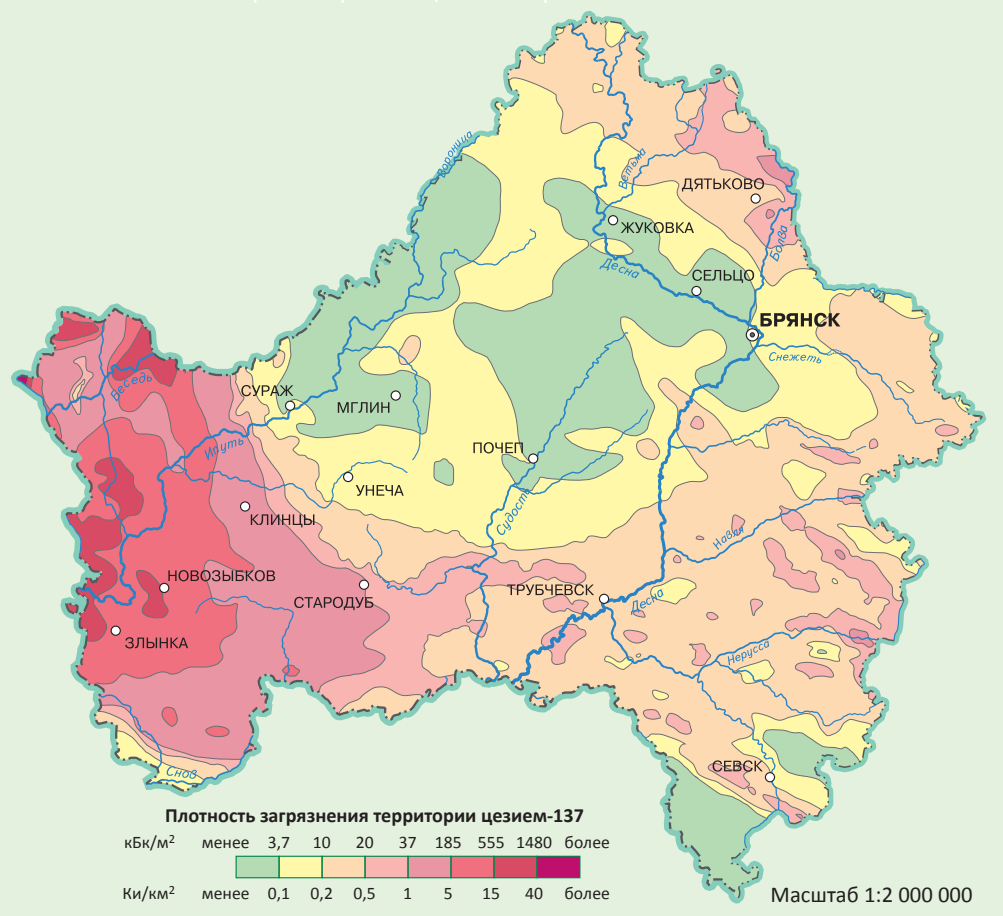 Вороница
Ветьма
ДЯТЬКОВО
ЖУКОВКА
Болва
Десна
СЕЛЬЦО
БРЯНСК
Снежеть
Беседь
СУРАЖ
МГЛИН
Ипуть
ПОЧЕП
УНЕЧА
Судость
КЛИНЦЫ
Навля
НОВОЗЫБКОВ
СТАРОДУБ
ТРУБЧЕВСК
Десна
ЗЛЫНКА
Нерусса
Снов
СЕВСК
Плотность загрязнения территории цезием-137
кБк/м² менее 3,7 10 20 37 185 555 1480 более
Ки/км² менее 0,1 0,2 0,5 1 5 15 40 более
Масштаб 1:2 000 000